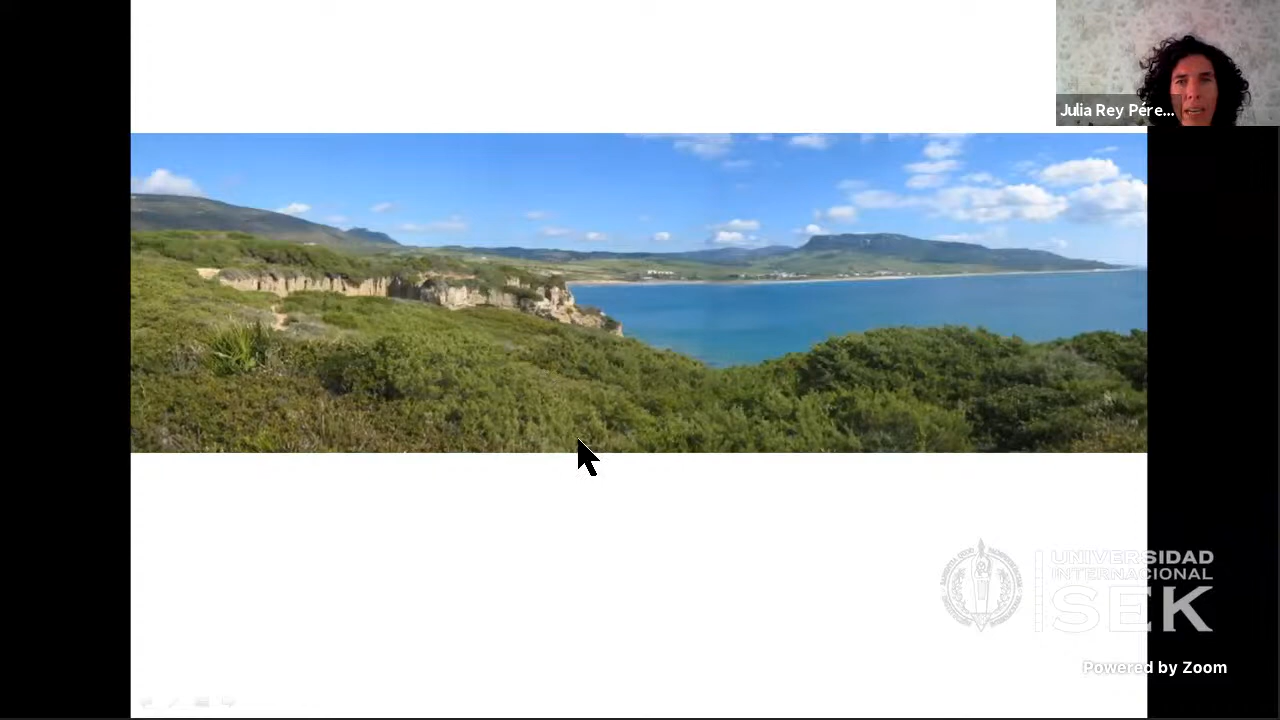 Julia Rey Pére...
UNIVERSIDAD
INTERNACIONAL
SEK
Powered by Zoom